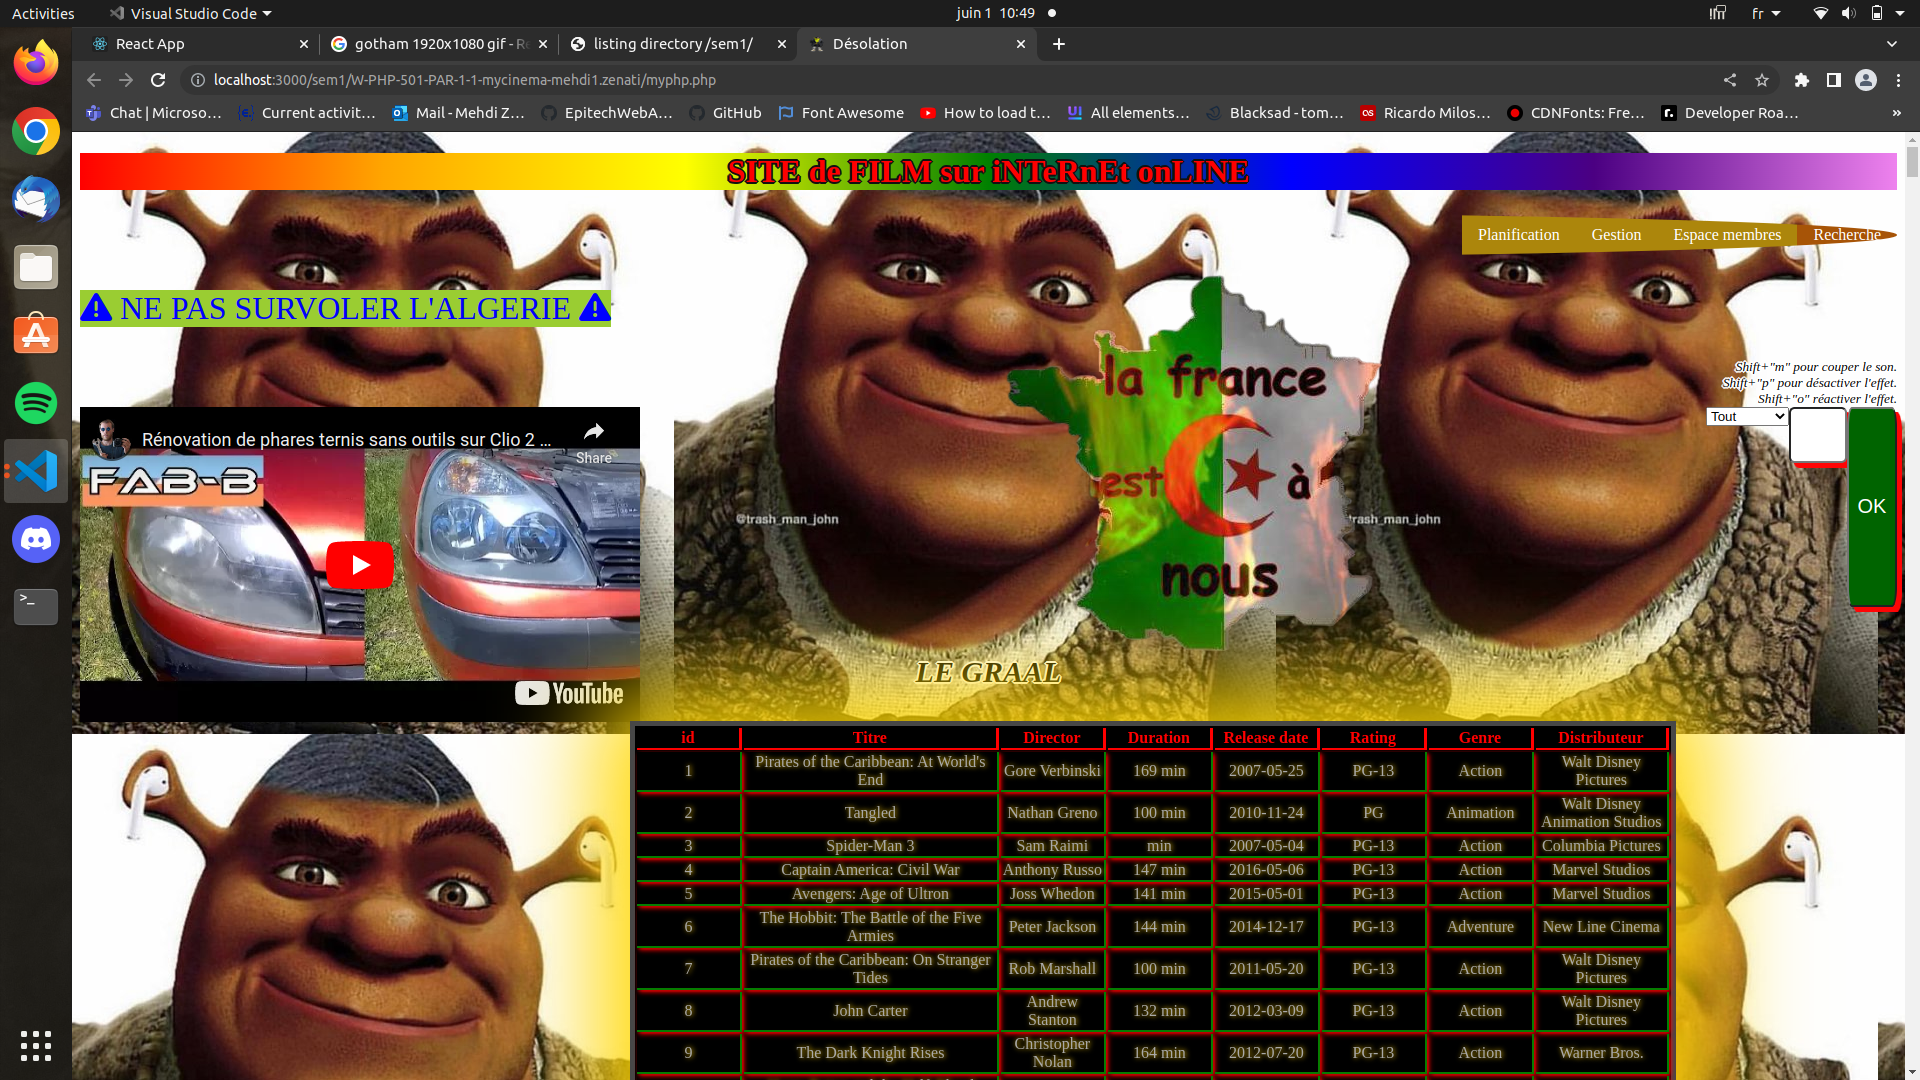 Activities
Visual Studio Code
juin 1 10:49
fr
React App
gotham 1920x1080 gif - Re
listing directory /sem1/
Désolation
localhost:3000/sem1/W-PHP-501-PAR-1-1-mycinema-mehdi1.zenati/myphp.php
Chat | Microso…
Current activit…
Mail - Mehdi Z…
EpitechWebA…
GitHub
Font Awesome
How to load t…
All elements…
Blacksad - tom…
Ricardo Milos…
CDNFonts: Fre…
Developer Roa…
»
SITE de FILM sur iNTeRnEt onLINE
Planification Gestion Espace membres Recherche
NE PAS SURVOLER L'ALGERIE
Shift+"m" pour couper le son.
Shift+"p" pour désactiver l'effet.
Shift+"o" réactiver l'effet.
Tout
OK
Rénovation de phares ternis sans outils sur Clio 2 …
Share
FAB-B
YouTube
la france
est à
nous
@trash_man_john
trash_man_john
LE GRAAL
id Titre Director Duration Release date Rating Genre Distributeur
1 Pirates of the Caribbean: At World's End Gore Verbinski 169 min 2007-05-25 PG-13 Action Walt Disney Pictures
2 Tangled Nathan Greno 100 min 2010-11-24 PG Animation Walt Disney Animation Studios
3 Spider-Man 3 Sam Raimi min 2007-05-04 PG-13 Action Columbia Pictures
4 Captain America: Civil War Anthony Russo 147 min 2016-05-06 PG-13 Action Marvel Studios
5 Avengers: Age of Ultron Joss Whedon 141 min 2015-05-01 PG-13 Action Marvel Studios
6 The Hobbit: The Battle of the Five Armies Peter Jackson 144 min 2014-12-17 PG-13 Adventure New Line Cinema
7 Pirates of the Caribbean: On Stranger Tides Rob Marshall 100 min 2011-05-20 PG-13 Action Walt Disney Pictures
8 John Carter Andrew Stanton 132 min 2012-03-09 PG-13 Action Walt Disney Pictures
9 The Dark Knight Rises Christopher Nolan 164 min 2012-07-20 PG-13 Action Warner Bros.